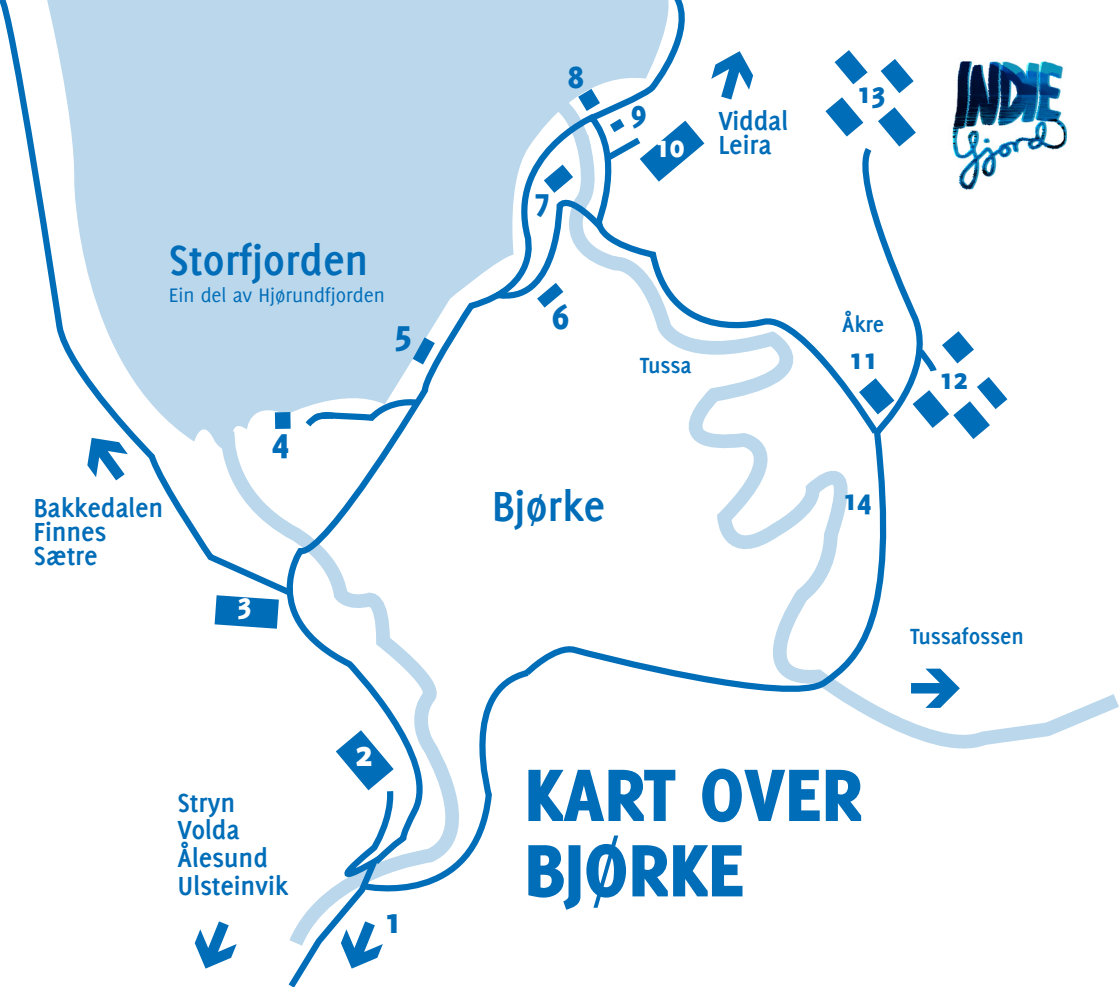 8
9
10
Viddal
Leira
13
INDIE
fjord
7
Storfjorden
Ein del av Hjørundfjorden
6
5
Åkre
11
12
Tussa
4
Bakkedalen
Finnes
Sætre
Bjørke
14
3
Tussafossen
2
KART OVER
BJØRKE
Stryn
Volda
Ålesund
Ulsteinvik
1